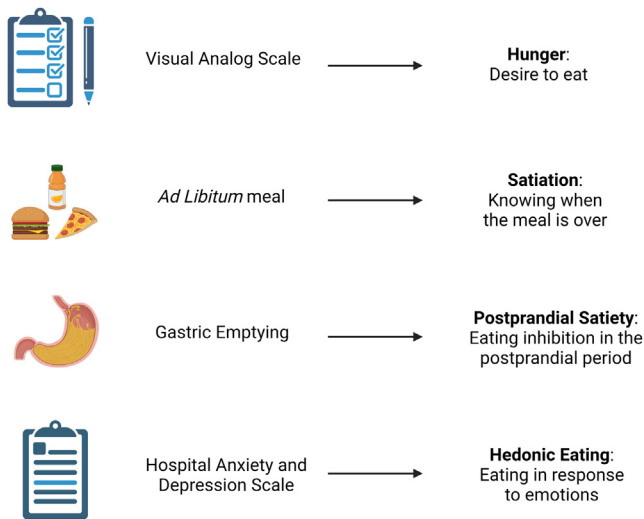 Visual Analog Scale
Hunger:
Desire to eat
Ad Libitum meal
Satiation:
Knowing when
the meal is over
Gastric Emptying
Postprandial Satiety:
Eating inhibition in the
postprandial period
Hospital Anxiety and
Depression Scale
Hedonic Eating:
Eating in response
to emotions